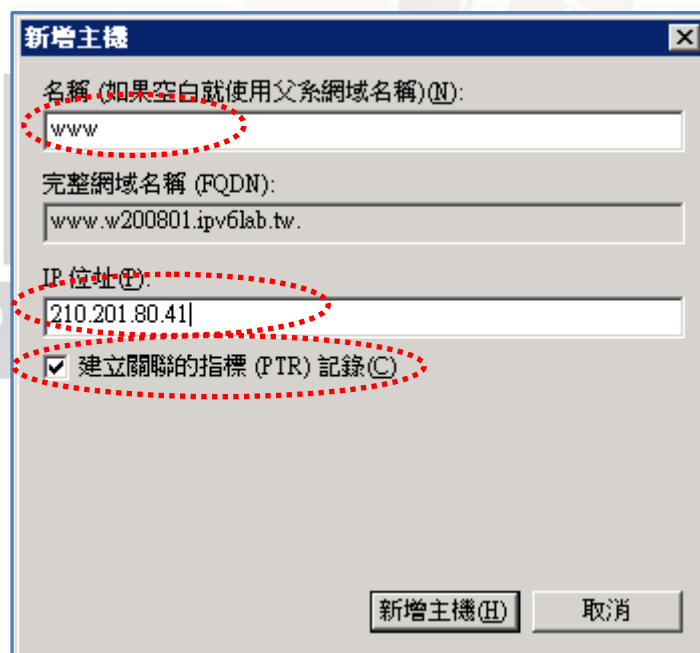 新增主機
名稱 (如果空白就使用父系網域名稱)(N):
www
完整網域名稱 (FQDN):
www.w200801.ipv6lab.tw.
IP 位址(P):
210.201.80.41
建立關聯的指標 (PTR) 記錄(C)
新增主機(H) 取消